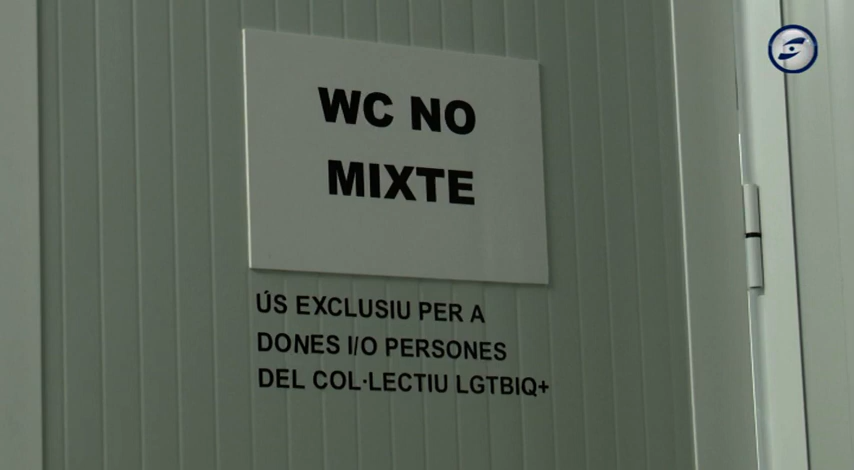 WC NO
MIXTE
ÚS EXCLUSIU PER A
DONES I/O PERSONES
DEL COL·LECTIU LGTBIQ+